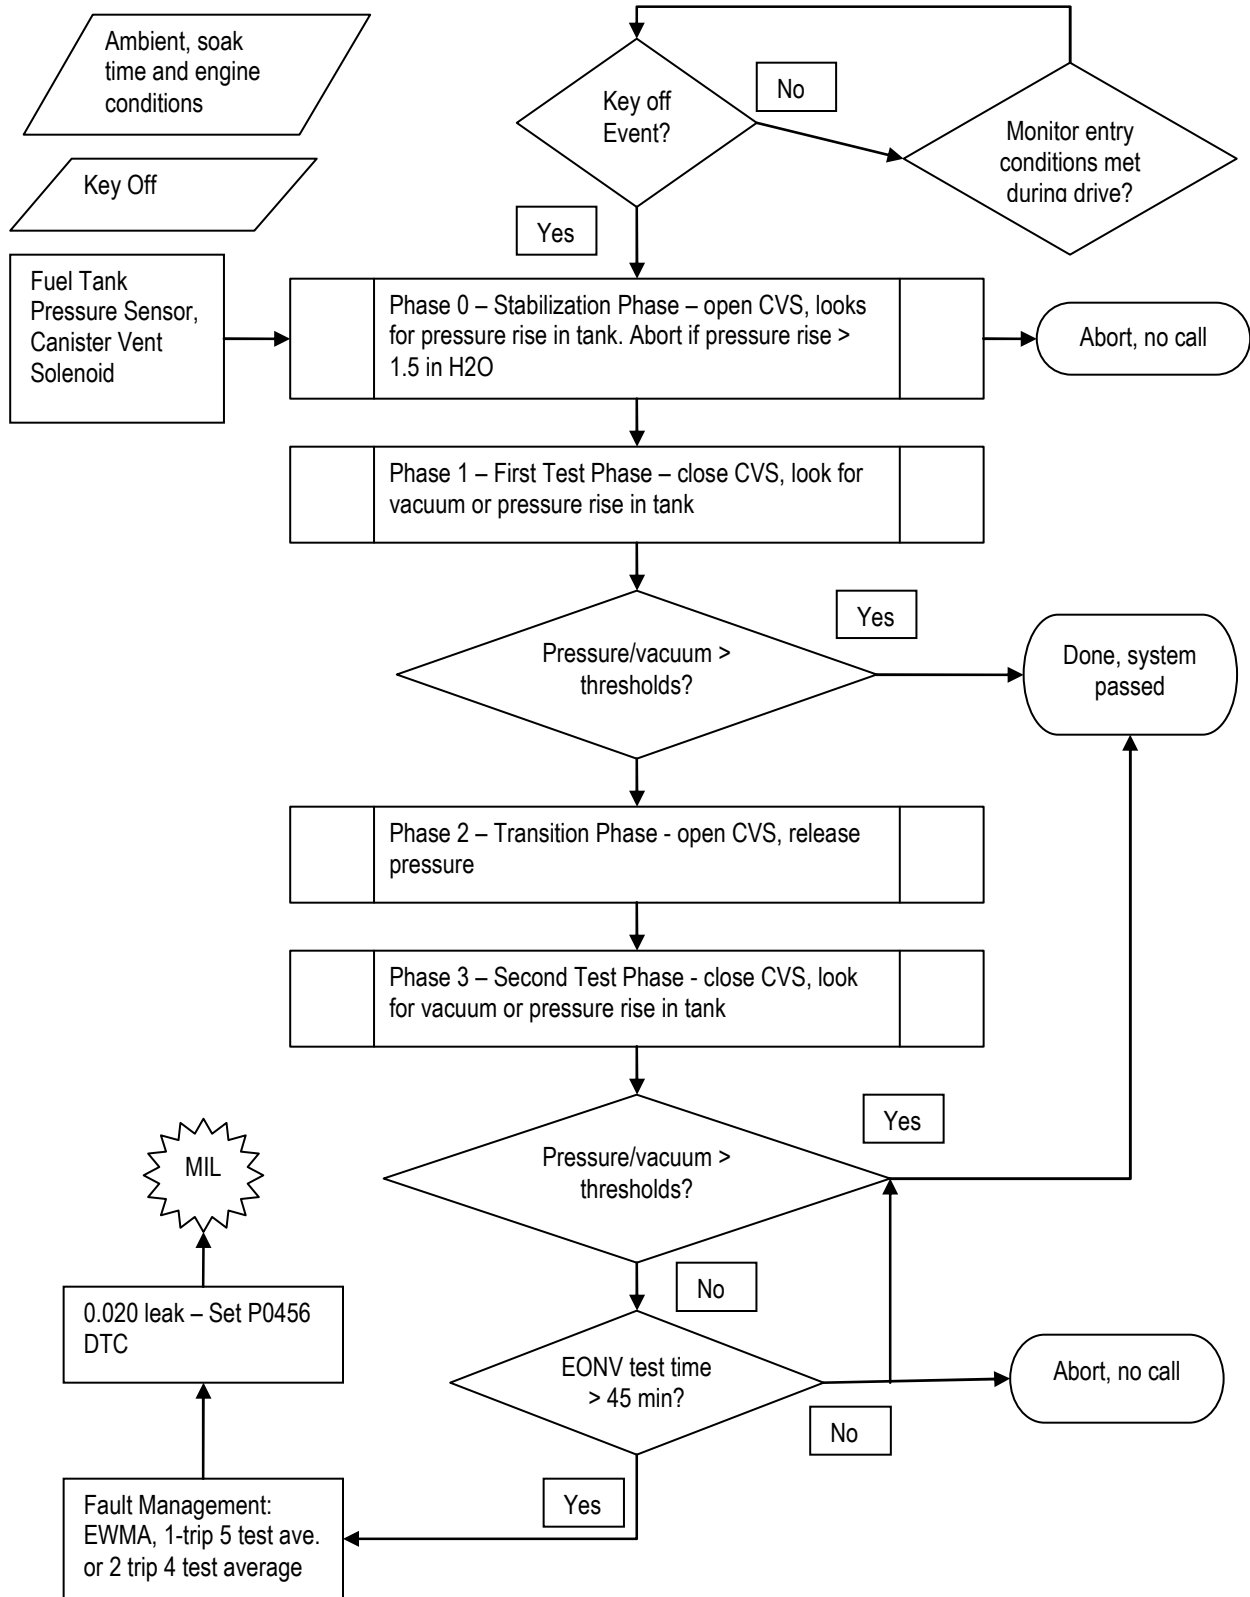 Ambient, soak
time and engine
conditions
Key off
Event?
No
Monitor entry
conditions met
during drive?
Key Off
Yes
Fuel Tank
Pressure Sensor,
Canister Vent
Solenoid
Phase 0 – Stabilization Phase – open CVS, looks
for pressure rise in tank. Abort if pressure rise >
1.5 in H2O
Abort, no call
Phase 1 – First Test Phase – close CVS, look for
vacuum or pressure rise in tank
Yes
Pressure/vacuum >
thresholds?
Done, system
passed
Phase 2 – Transition Phase - open CVS, release
pressure
Phase 3 – Second Test Phase - close CVS, look
for vacuum or pressure rise in tank
Yes
Pressure/vacuum >
thresholds?
MIL
No
0.020 leak – Set P0456
DTC
EONV test time
> 45 min?
Abort, no call
No
Yes
Fault Management:
EWMA, 1-trip 5 test ave.
or 2 trip 4 test average